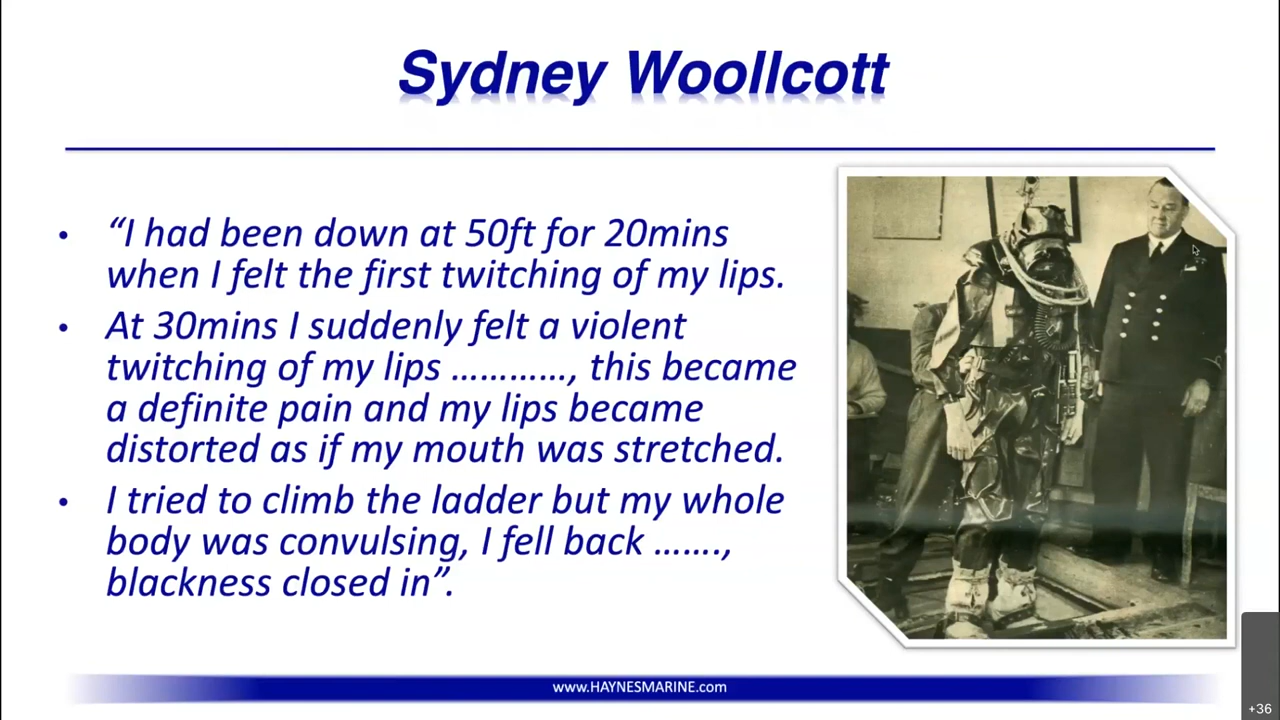 Sydney Woollcott
• “I had been down at 50ft for 20mins
when I felt the first twitching of my lips.
• At 30mins I suddenly felt a violent
twitching of my lips …………, this became
a definite pain and my lips became
distorted as if my mouth was stretched.
• I tried to climb the ladder but my whole
body was convulsing, I fell back ……., 
blackness closed in”.
www.HAYNESMARINE.com
+36